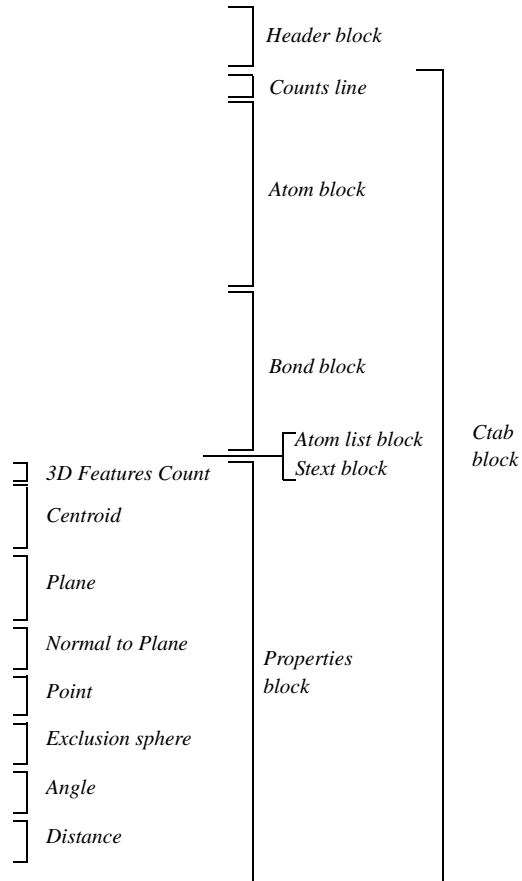 Header block
Counts line
Atom block
Bond block
Atom list block
Stext block
Ctab
block
3D Features Count
Centroid
Plane
Normal to Plane
Properties
block
Point
Exclusion sphere
Angle
Distance